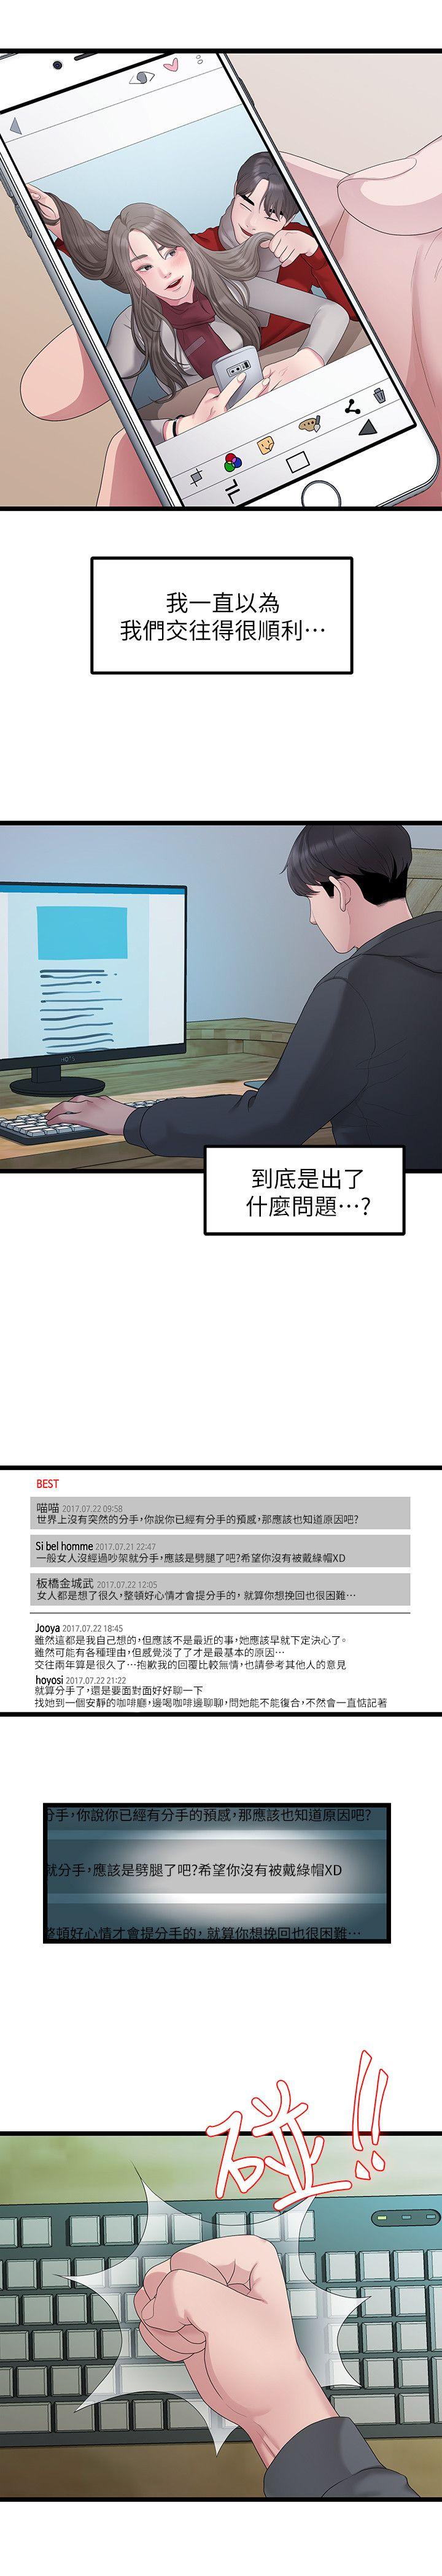 我一直以為
我們交往得很順利…
到底是出了
什麼問題…?
BEST
喵喵 2017.07.22 09:58
世界上沒有突然的分手,你說你已經有分手的預感,那應該也知道原因吧?
Si bel homme 2017.07.21 22:47
一般女人沒經過吵架就分手,應該是劈腿了吧?希望你沒有被戴綠帽XD
板橋金城武 2017.07.22 12:05
女人都是想了很久,整頓好心情才會提分手的, 就算你想挽回也很困難…
Jooya 2017.07.22 18:45
雖然這都是我自己想的,但應該不是最近的事,她應該早就下定決心了。
雖然可能有各種理由,但感覺淡了了才是最基本的原因…
交往兩年算是很久了…抱歉我的回覆比較無情,也請參考其他人的意見
hoyosi 2017.07.22 21:22
就算分手了,還是要面對面好好聊一下
找她到一個安靜的咖啡廳,邊喝咖啡邊聊聊,問她能不能復合,不然會一直惦記著
分手,你說你已經有分手的預感,那應該也知道原因吧?
就分手,應該是劈腿了吧?希望你沒有被戴綠帽XD
整頓好心情才會提分手的, 就算你想挽回也很困難…
碰!!